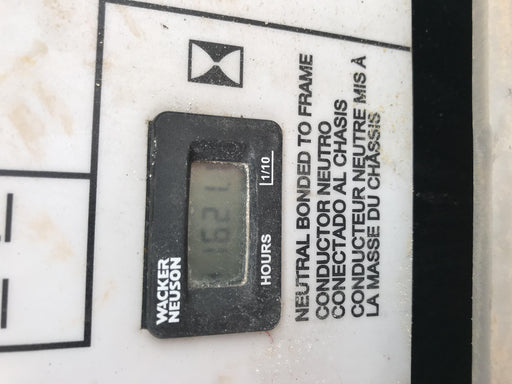 WACKER
NEUSON
HOURS
1/10
NEUTRAL BONDED TO FRAME
CONDUCTOR NEUTRO
CONECTADO AL CHASIS
CONDUCTEUR NEUTRE MIS À
LA MASSE DU CHÂSSIS